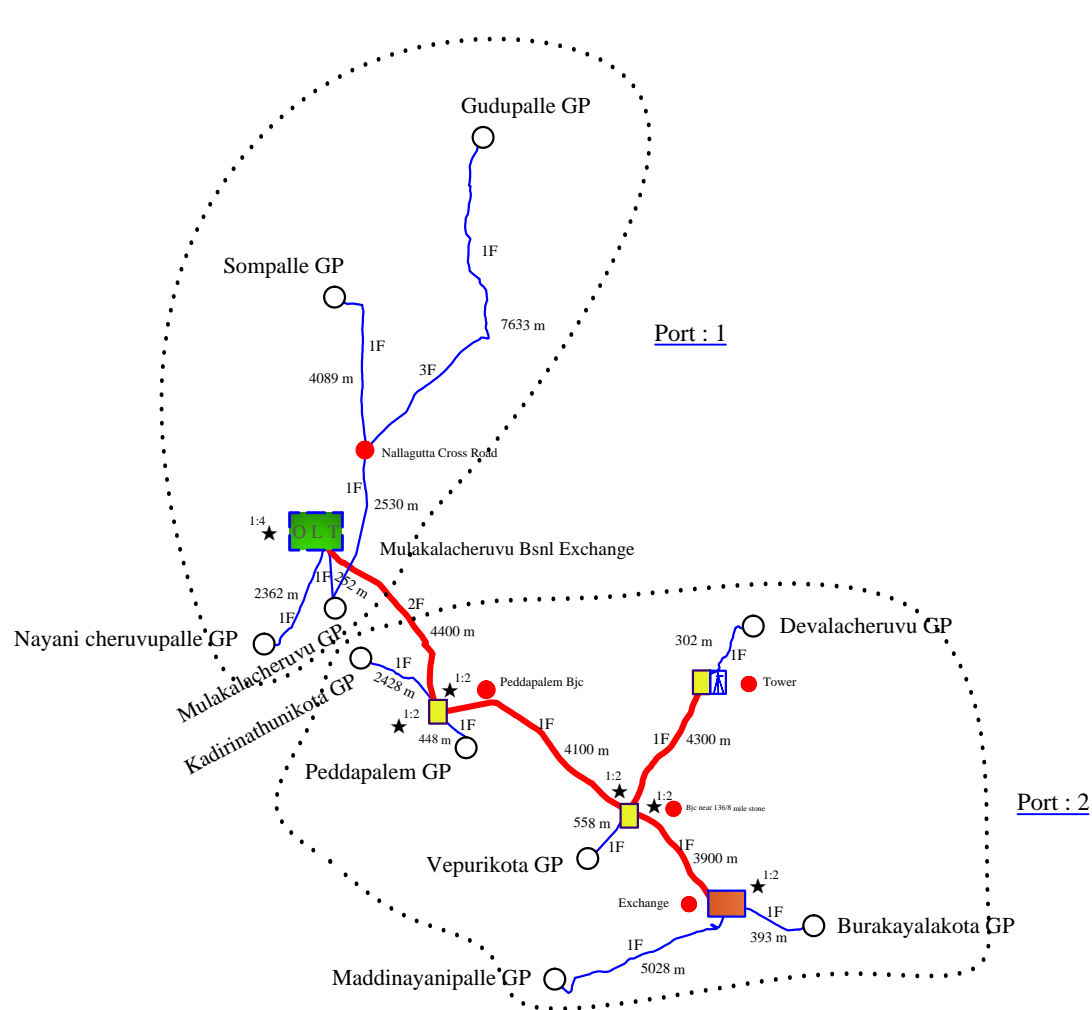 Gudupalle GP
1F
Sompalle GP
7633 m
Port : 1
1F
3F
4089 m
Nallagutta Cross Road
1F
2530 m
1:4
O L T
Mulakalacheruvu Bsnl Exchange
1F
252 m
2362 m
1F
2F
4400 m
Nayani cheruvupalle GP
Mulakalacheruvu GP
Devalacheruvu GP
302 m
1F
1F
2428 m
Kadirinathunikota GP
1:2
Peddapalem Bjc
Tower
1:2
1F
448 m
1F
4100 m
1F
4300 m
Peddapalem GP
1:2
1:2
Bjc near 136/8 mile stone
Port : 2
558 m
1F
1F
3900 m
Vepurikota GP
1:2
Exchange
1F
393 m
Burakayalakota GP
1F
5028 m
Maddinayanipalle GP